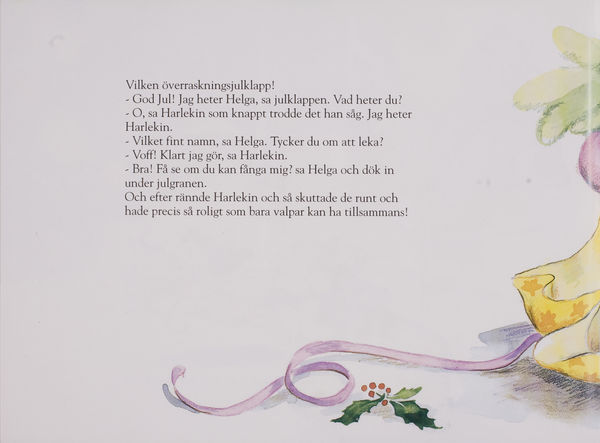 Vilken överraskningsjulklapp!
- God Jul! Jag heter Helga, sa julklappen. Vad heter du?
- O, sa Harlekin som knappt trodde det han såg. Jag heter
Harlekin.
- Vilket fint namn, sa Helga. Tycker du om att leka?
- Voff! Klart jag gör, sa Harlekin.
- Bra! Få se om du kan fånga mig? sa Helga och dök in
under julgranen.
Och efter rännde Harlekin och så skuttade de runt och
hade precis så roligt som bara valpar kan ha tillsammans!